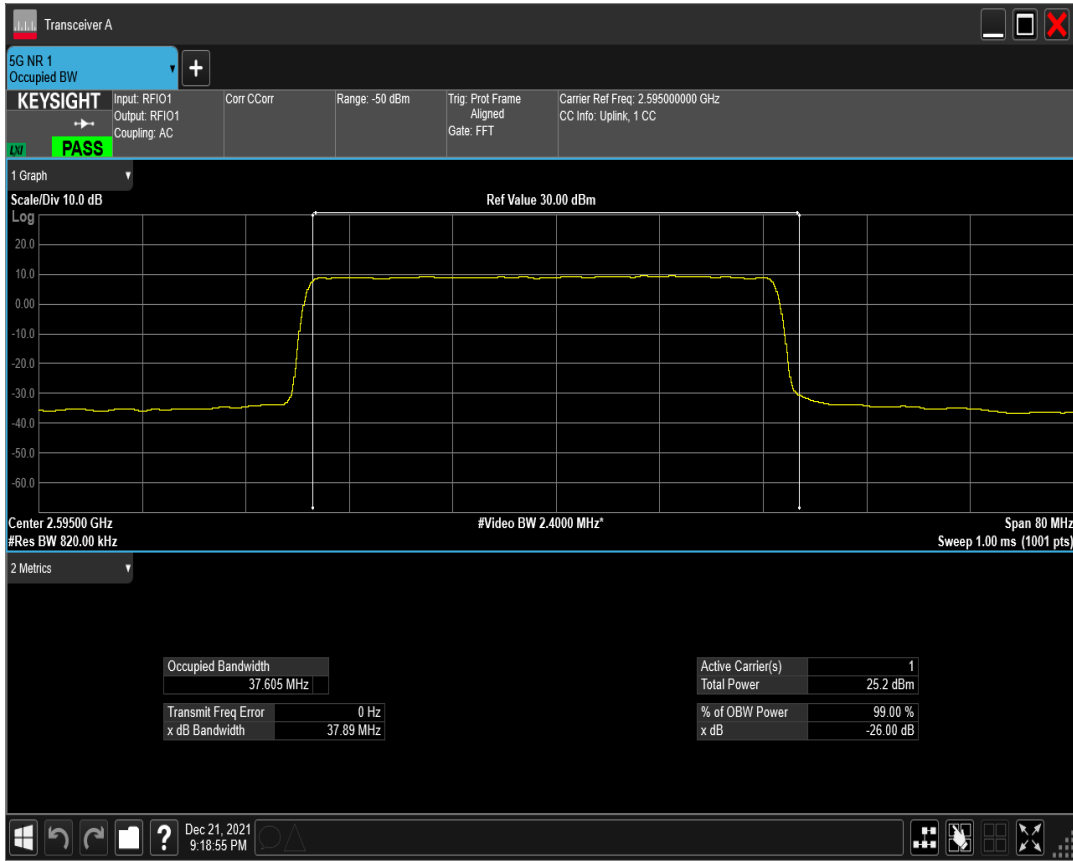 Transceiver A
5G NR 1
Occupied BW
+
KEYSIGHT
LXI
PASS
Input: RFIO1
Output: RFIO1
Coupling: AC
Corr CCorr
Range: -50 dBm
Trig: Prot Frame
Aligned
Gate: FFT
Carrier Ref Freq: 2.595000000 GHz
CC Info: Uplink, 1 CC
1 Graph
Scale/Div 10.0 dB
Ref Value 30.00 dBm
Log
20.0
10.0
0.00
-10.0
-20.0
-30.0
-40.0
-50.0
-60.0
Center 2.59500 GHz
#Video BW 2.4000 MHz*
Span 80 MHz
#Res BW 820.00 kHz
Sweep 1.00 ms (1001 pts)
2 Metrics
Occupied Bandwidth
37.605 MHz
Transmit Freq Error 0 Hz
x dB Bandwidth 37.89 MHz
Active Carrier(s) 1
Total Power 25.2 dBm
% of OBW Power 99.00 %
x dB -26.00 dB
?
Dec 21, 2021
9:18:55 PM